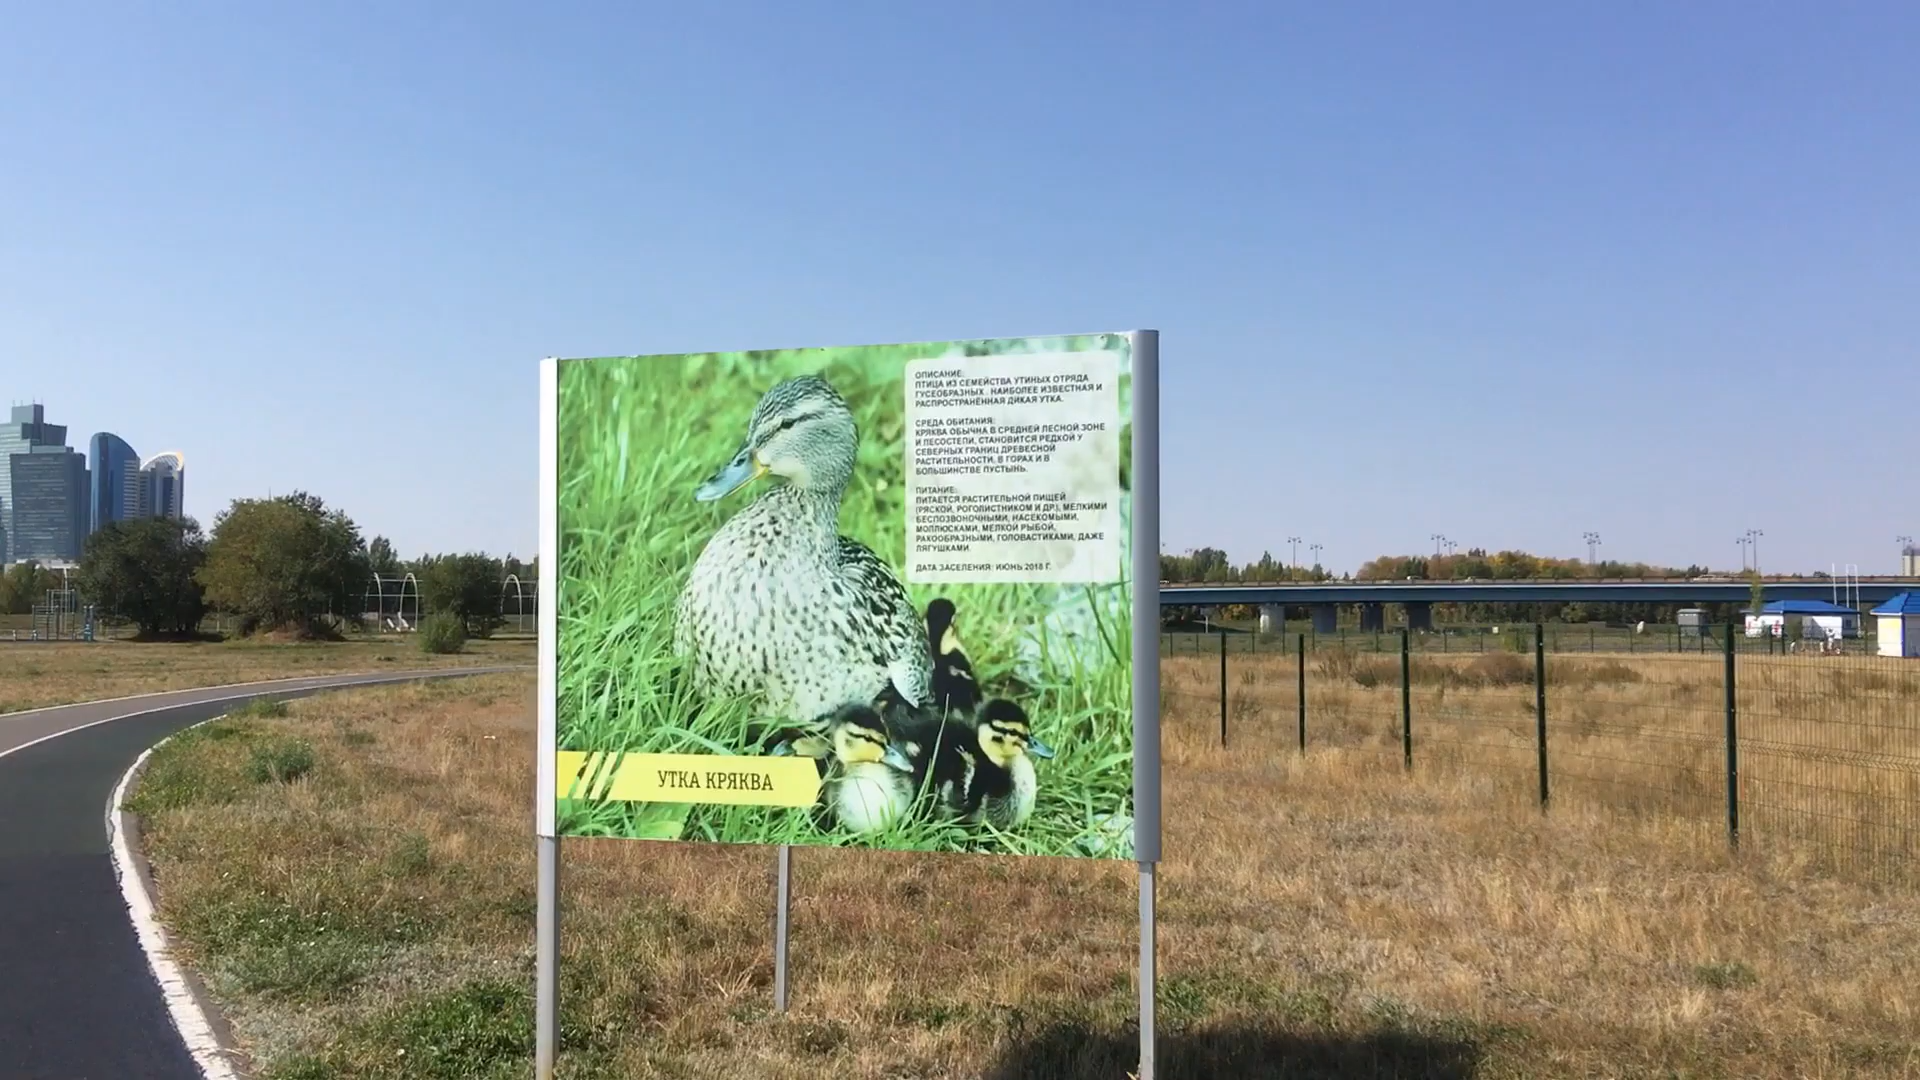 ОПИСАНИЕ:
ПТИЦА ИЗ СЕМЕЙСТВА УТИНЫХ ОТРЯДА
ГУСЕОБРАЗНЫХ. НАИБОЛЕЕ ИЗВЕСТНАЯ И
РАСПРОСТРАНЁННАЯ ДИКАЯ УТКА.
СРЕДА ОБИТАНИЯ:
КРЯКВА ОБЫЧНА В СРЕДНЕЙ ЛЕСНОЙ ЗОНЕ
И ЛЕСОСТЕПИ, СТАНОВИТСЯ РЕДКОЙ У
СЕВЕРНЫХ ГРАНИЦ ДРЕВЕСНОЙ
РАСТИТЕЛЬНОСТИ, В ГОРАХ И В
БОЛЬШИНСТВЕ ПУСТЫНЬ.
ПИТАНИЕ:
ПИТАЕТСЯ РАСТИТЕЛЬНОЙ ПИЩЕЙ
(РЯСКОЙ, РОГОЛИСТНИКОМ И ДР.), МЕЛКИМИ
БЕСПОЗВОНОЧНЫМИ, НАСЕКОМЫМИ,
МОЛЛЮСКАМИ, МЕЛКОЙ РЫБОЙ,
РАКООБРАЗНЫМИ, ГОЛОВАСТИКАМИ, ДАЖЕ
ЛЯГУШКАМИ.
ДАТА ЗАСЕЛЕНИЯ: ИЮНЬ 2018 Г.
УТКА КРЯКВА